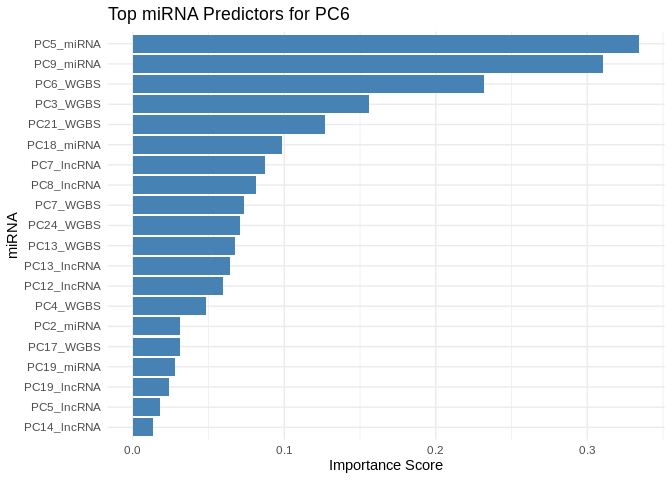 Top miRNA Predictors for PC6
PC5_miRNA
PC9_miRNA
PC6_WGBS
PC3_WGBS
PC21_WGBS
PC18_miRNA
PC7_lncRNA
PC8_lncRNA
PC7_WGBS
PC24_WGBS
PC13_WGBS
PC13_lncRNA
PC12_lncRNA
PC4_WGBS
PC2_miRNA
PC17_WGBS
PC19_miRNA
PC19_lncRNA
PC5_lncRNA
PC14_lncRNA
miRNA
0.0 0.1 0.2 0.3
Importance Score